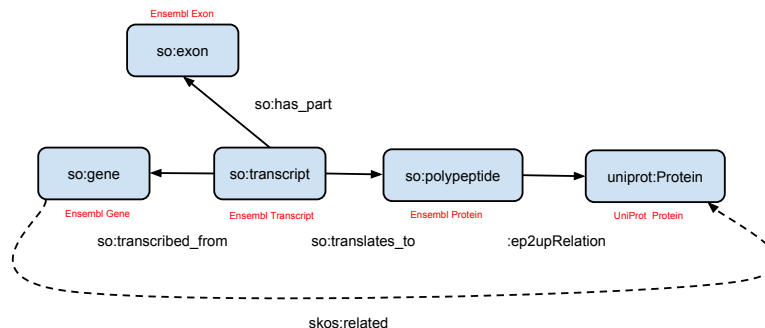 Ensembl Exon
so:exon
so:has_part
so:gene
so:transcript
so:polypeptide
uniprot:Protein
Ensembl Gene
Ensembl Transcript
Ensembl Protein
UniProt Protein
so:transcribed_from
so:translates_to
:ep2upRelation
skos:related